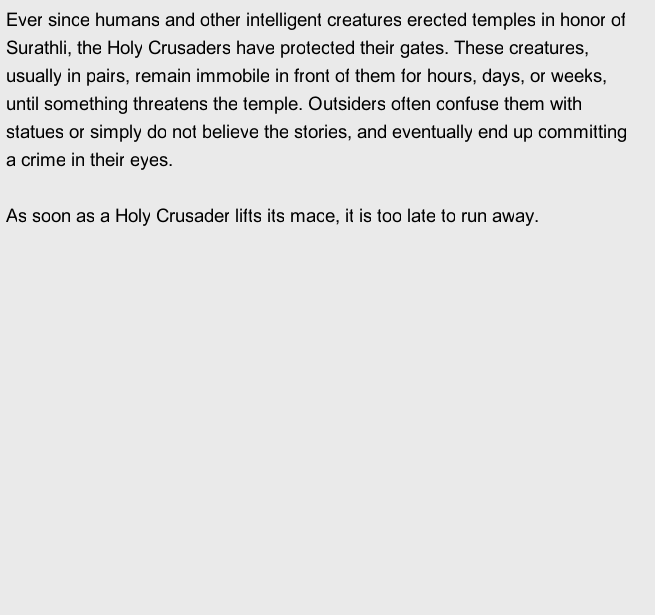 Ever since humans and other intelligent creatures erected temples in honor of
Surathli, the Holy Crusaders have protected their gates. These creatures,
usually in pairs, remain immobile in front of them for hours, days, or weeks,
until something threatens the temple. Outsiders often confuse them with
statues or simply do not believe the stories, and eventually end up committing
a crime in their eyes.

As soon as a Holy Crusader lifts its mace, it is too late to run away.